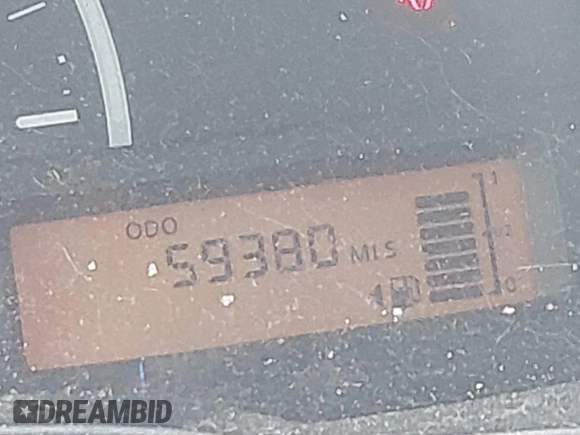 ODO
59380 MLS
1
1/2
0
DREAMBID